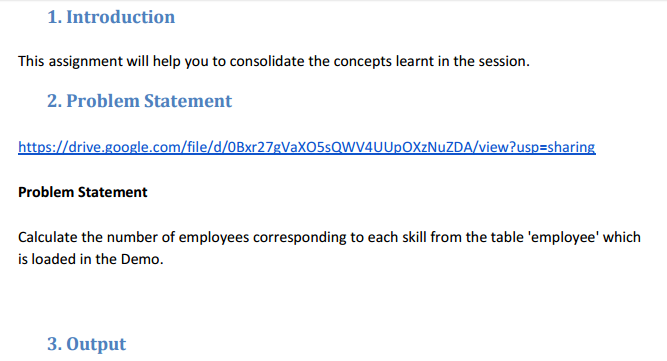 1. Introduction
This assignment will help you to consolidate the concepts learnt in the session.
2. Problem Statement
https://drive.google.com/file/d/0Bxr27gVaXO5sQWV4UUpOXzNuZDA/view?usp=sharing
Problem Statement
Calculate the number of employees corresponding to each skill from the table 'employee' which
is loaded in the Demo.
3. Output